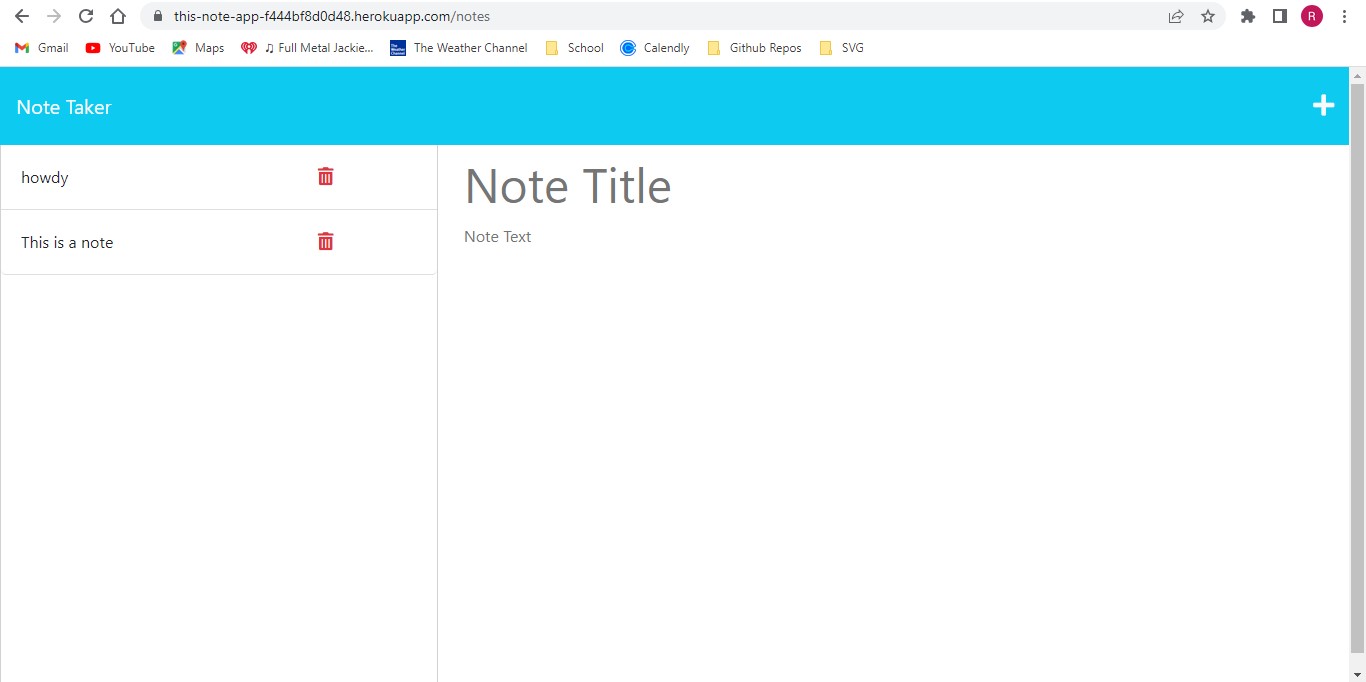 this-note-app-f444bf8d0d48.herokuapp.com/notes
R
Gmail YouTube Maps ♫ Full Metal Jackie... The Weather Channel School Calendly Github Repos SVG
Note Taker
howdy
This is a note
Note Title
Note Text